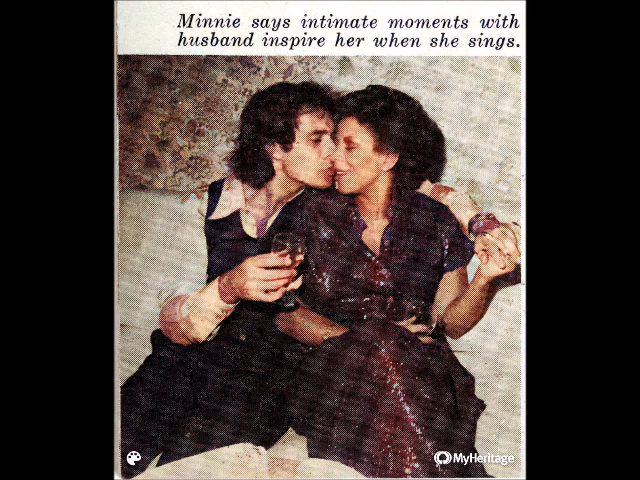 Minnie says intimate moments with
husband inspire her when she sings.
MyHeritage